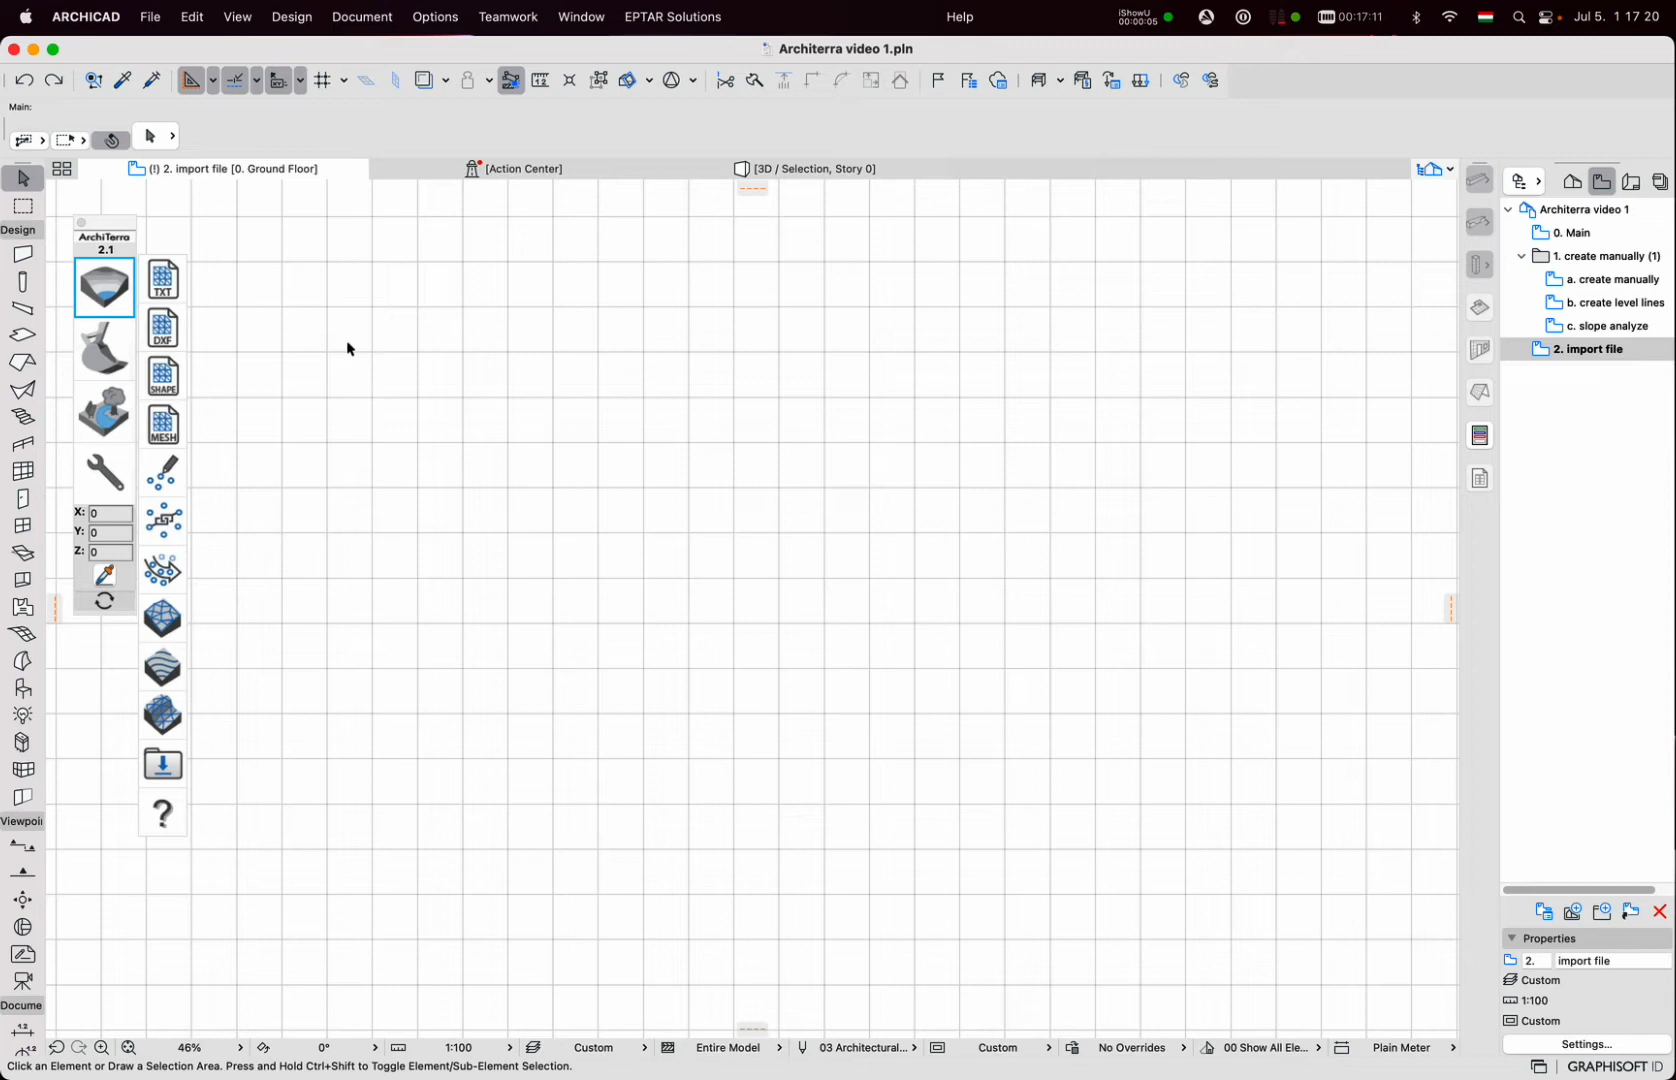 ARCHICAD File Edit View Design Document Options Teamwork Window EPTAR Solutions Help iShowU 00:00:05 00:17:11 Jul 5. 1 17 20
Architerra video 1.pln
Main:
(!) 2. import file [0. Ground Floor] [Action Center] [3D / Selection, Story 0]
Design
ArchiTerra
2.1
TXT
DXF
SHAPE
MESH
X: 0
Y: 0
Z: 0
?
Viewpoi
Docume
1.2
Architerra video 1
0. Main
1. create manually (1)
a. create manually
b. create level lines
c. slope analyze
2. import file
Properties
2. import file
Custom
1:100
Custom
Settings...
46% 0° 1:100 Custom Entire Model 03 Architectural... Custom No Overrides 00 Show All Ele... Plain Meter
Click an Element or Draw a Selection Area. Press and Hold Ctrl+Shift to Toggle Element/Sub-Element Selection. GRAPHISOFT ID